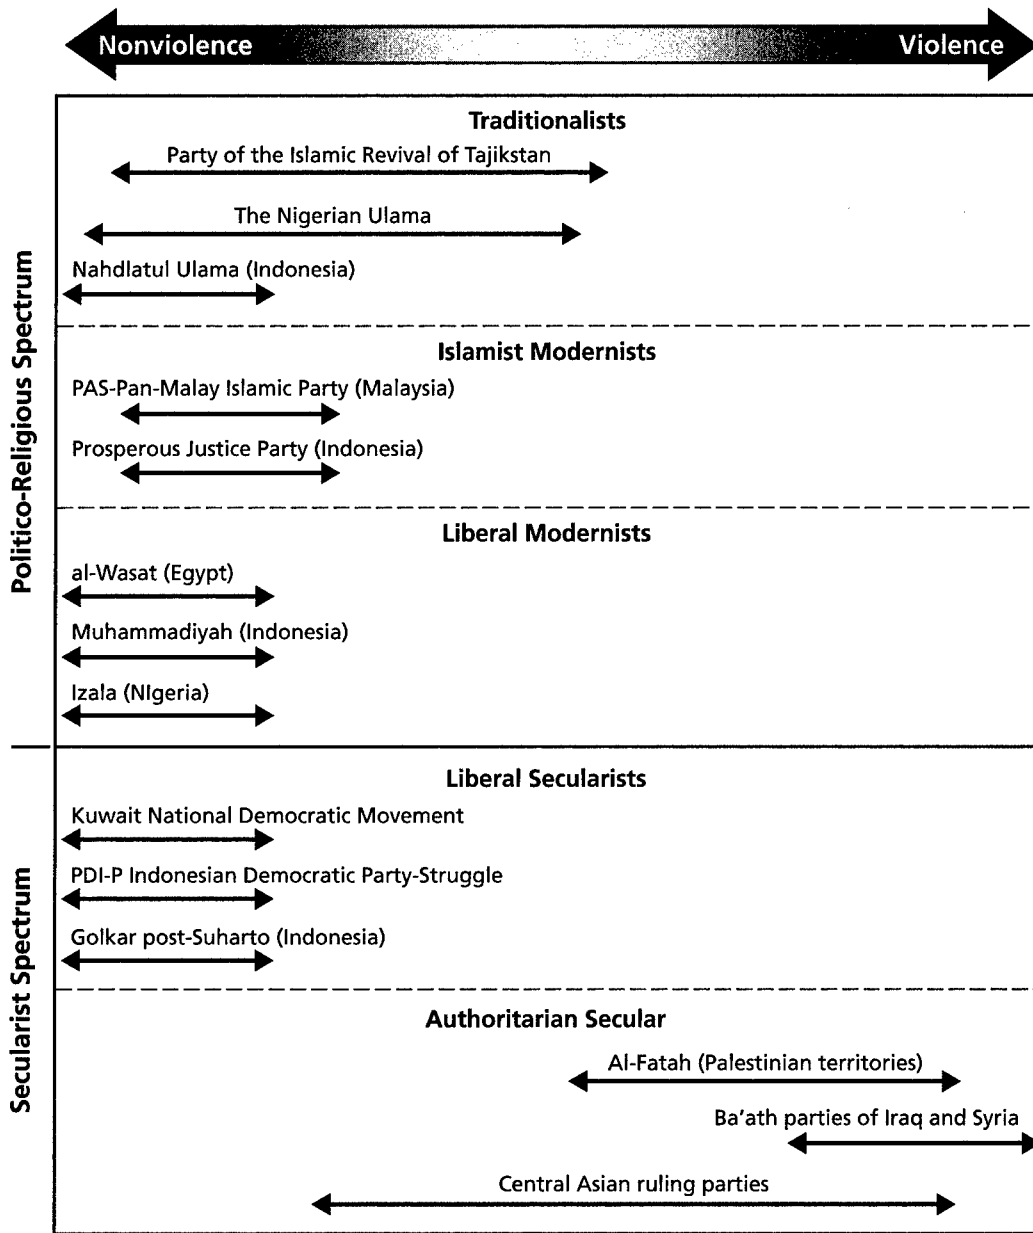 Nonviolence Violence
Politico-Religious Spectrum
Traditionalists
Party of the Islamic Revival of Tajikstan
The Nigerian Ulama
Nahdlatul Ulama (Indonesia)
Islamist Modernists
PAS-Pan-Malay Islamic Party (Malaysia)
Prosperous Justice Party (Indonesia)
Liberal Modernists
al-Wasat (Egypt)
Muhammadiyah (Indonesia)
Izala (NIgeria)
Secularist Spectrum
Liberal Secularists
Kuwait National Democratic Movement
PDI-P Indonesian Democratic Party-Struggle
Golkar post-Suharto (Indonesia)
Authoritarian Secular
Al-Fatah (Palestinian territories)
Ba'ath parties of Iraq and Syria
Central Asian ruling parties